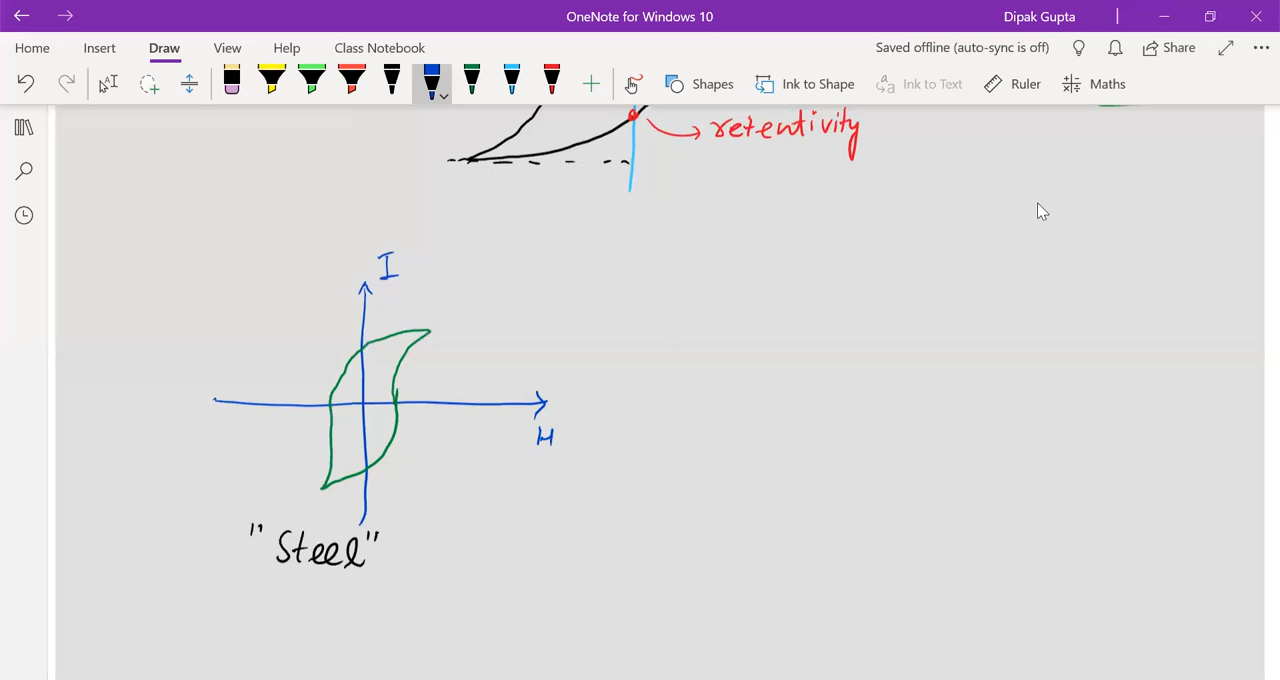 OneNote for Windows 10
Dipak Gupta
Home Insert Draw View Help Class Notebook
Saved offline (auto-sync is off) Share
Shapes Ink to Shape Ink to Text Ruler Maths
retentivity
I
H
"Steel"